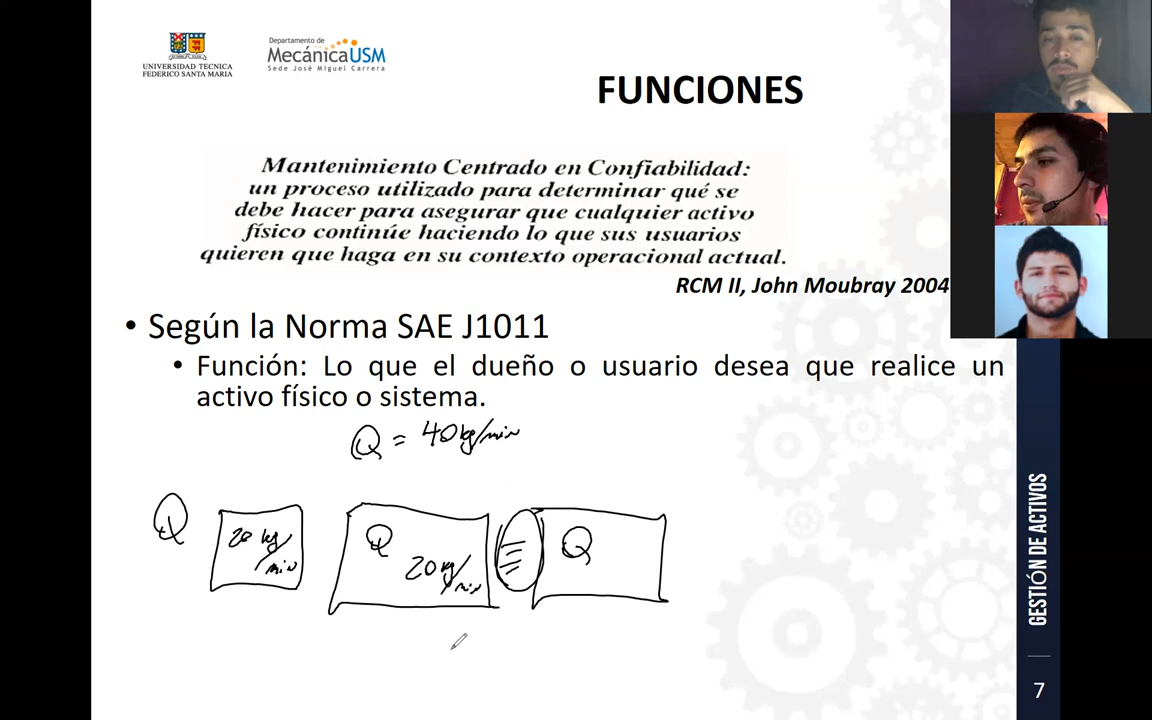 UNIVERSIDAD TECNICA
FEDERICO SANTA MARIA
Departamento de
MecánicaUSM
Sede José Miguel Carrera
FUNCIONES
Mantenimiento Centrado en Confiabilidad:
un proceso utilizado para determinar qué se
debe hacer para asegurar que cualquier activo
físico continúe haciendo lo que sus usuarios
quieren que haga en su contexto operacional actual.
RCM II, John Moubray 2004
• Según la Norma SAE J1011
• Función: Lo que el dueño o usuario desea que realice un
activo físico o sistema.
Q = 40 kg/min
Q
20 kg/min
Q
20 kg/min
Q
GESTIÓN DE ACTIVOS
7